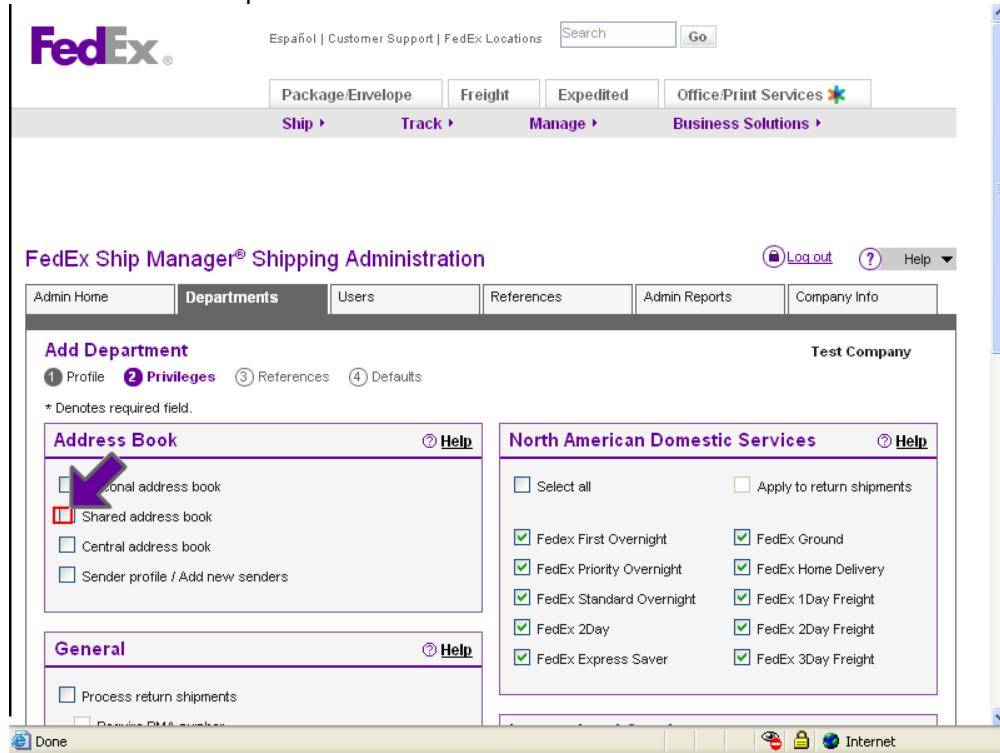 FedEx®
Español | Customer Support | FedEx Locations Search Go
Package/Envelope Freight Expedited Office/Print Services
Ship Track Manage Business Solutions
FedEx Ship Manager® Shipping Administration
Log out ? Help
Admin Home Departments Users References Admin Reports Company Info
Add Department
Test Company
1 Profile 2 Privileges 3 References 4 Defaults
* Denotes required field.
Address Book ? Help
address book
Shared address book
Central address book
Sender profile / Add new senders
General ? Help
Process return shipments
North American Domestic Services ? Help
Select all Apply to return shipments
Fedex First Overnight FedEx Ground
FedEx Priority Overnight FedEx Home Delivery
FedEx Standard Overnight FedEx 1Day Freight
FedEx 2Day FedEx 2Day Freight
FedEx Express Saver FedEx 3Day Freight
Done Internet